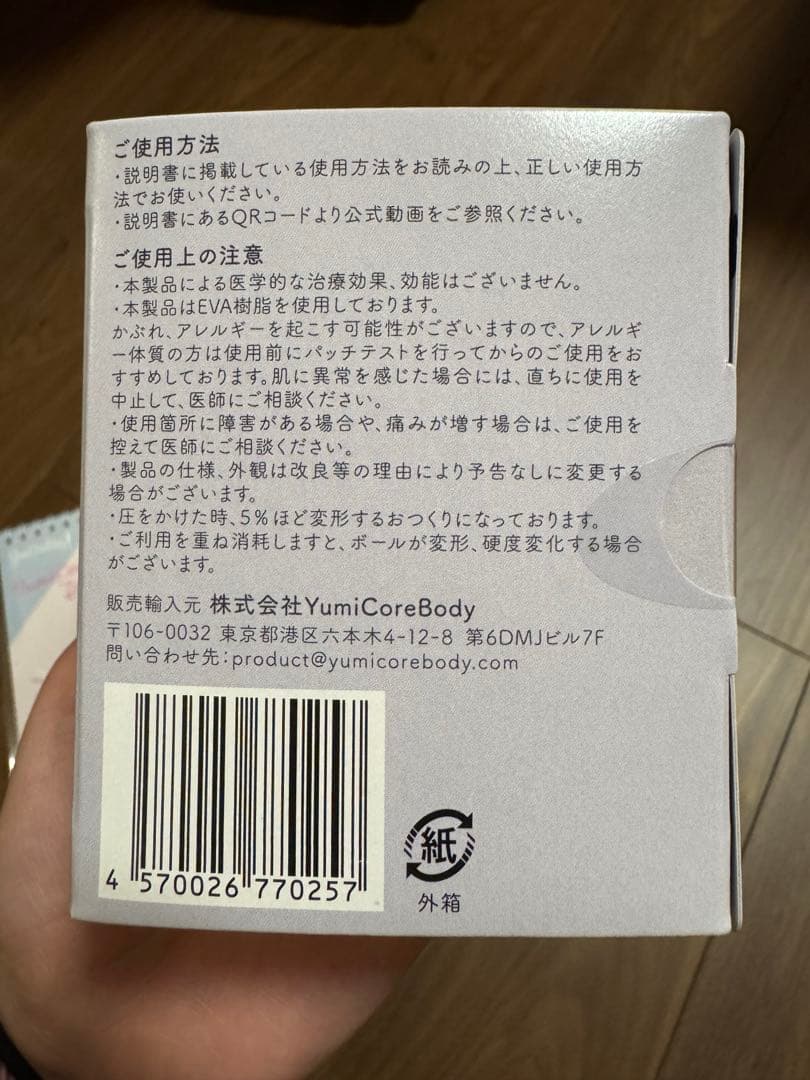 ご使用方法
・説明書に掲載している使用方法をお読みの上、正しい使用方
法でお使いください。
・説明書にあるQRコードより公式動画をご参照ください。
ご使用上の注意
・本製品による医学的な治療効果、効能はございません。
・本製品はEVA樹脂を使用しております。
かぶれ、アレルギーを起こす可能性がございますので、アレルギ
ー体質の方は使用前にパッチテストを行ってからのご使用をお
すすめしております。肌に異常を感じた場合には、直ちに使用を
中止して、医師にご相談ください。
・使用箇所に障害がある場合や、痛みが増す場合は、ご使用を
控えて医師にご相談ください。
・製品の仕様、外観は改良等の理由により予告なしに変更する
場合がございます。
・圧をかけた時、5%ほど変形するおつくりになっております。
・ご利用を重ね消耗しますと、ボールが変形、硬度変化する場合
がございます。
販売輸入元 株式会社YumiCoreBody
〒106-0032 東京都港区六本木4-12-8 第6DMJビル7F
問い合わせ先：product@yumicorebody.com
4 570026 770257
紙
外箱